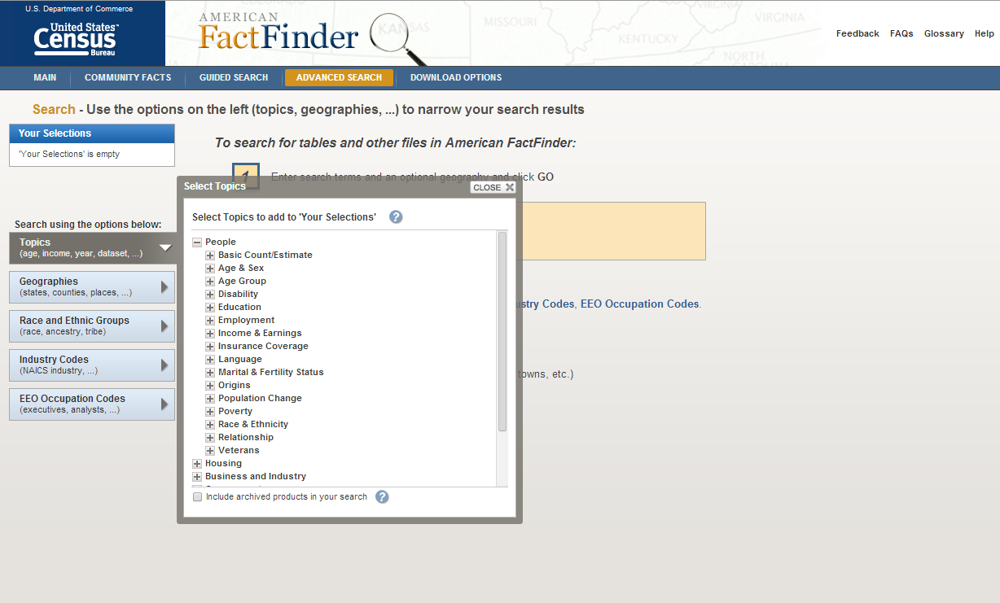 U.S. Department of Commerce
United States™
Census
Bureau
AMERICAN
FactFinder
COLORADO
KANSAS
MISSOURI
KENTUCKY
VIRGINIA
VIRGINIA
NORTH
CAROLINA
Feedback FAQs Glossary Help
MAIN COMMUNITY FACTS GUIDED SEARCH ADVANCED SEARCH DOWNLOAD OPTIONS
Search - Use the options on the left (topics, geographies, ...) to narrow your search results
Your Selections
'Your Selections' is empty
To search for tables and other files in American FactFinder:
1 Enter search terms and an optional geography and click GO
Search using the options below:
Topics
(age, income, year, dataset, ...)
Geographies
(states, counties, places, ...)
Race and Ethnic Groups
(race, ancestry, tribe)
Industry Codes
(NAICS industry, ...)
EEO Occupation Codes
(executives, analysts, ...)
Select Topics CLOSE
Select Topics to add to 'Your Selections' ?
People
Basic Count/Estimate
Age & Sex
Age Group
Disability
Education
Employment
Income & Earnings
Insurance Coverage
Language
Marital & Fertility Status
Origins
Population Change
Poverty
Race & Ethnicity
Relationship
Veterans
Housing
Business and Industry
Include archived products in your search ?
Codes, EEO Occupation Codes.
towns, etc.)